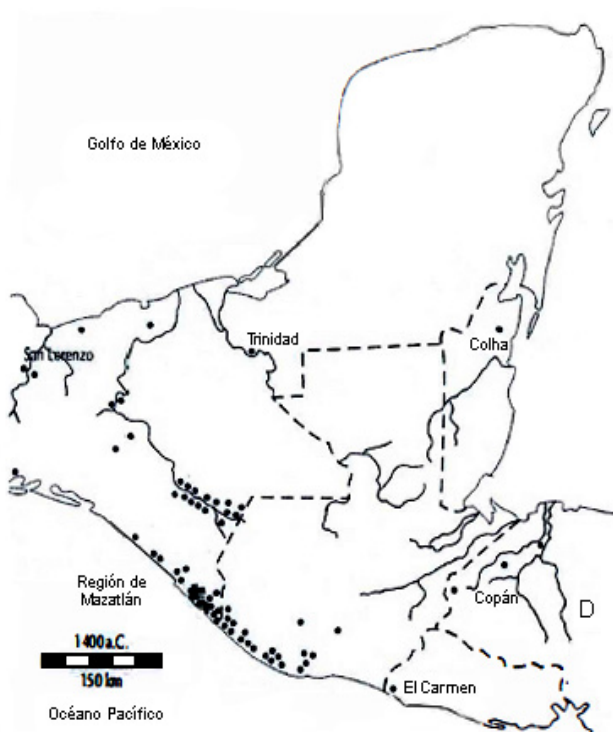 Golfo de México
Trinidad
San Lorenzo
Colha
Región de
Mazatlán
Copán
D
1400 a.C.
150 km
El Carmen
Océano Pacífico